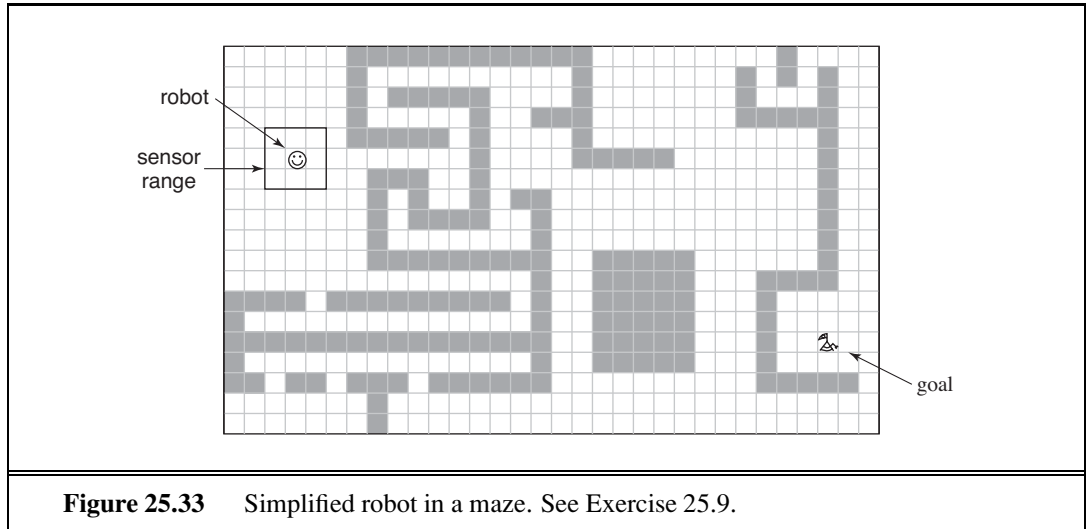 robot
sensor
range
goal
Figure 25.33 Simplified robot in a maze. See Exercise 25.9.